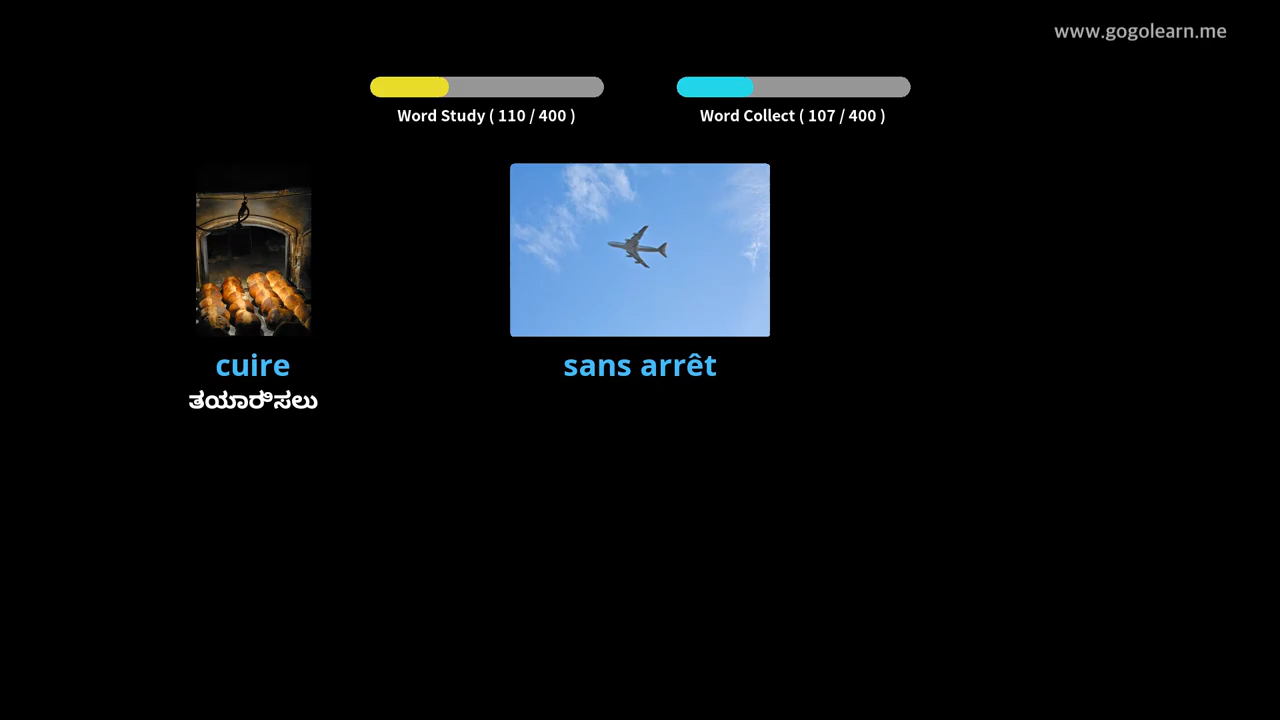 www.gogolearn.me
Word Study ( 110 / 400 )
Word Collect ( 107 / 400 )
cuire
ತಯಾರಿಸಲು
sans arrêt